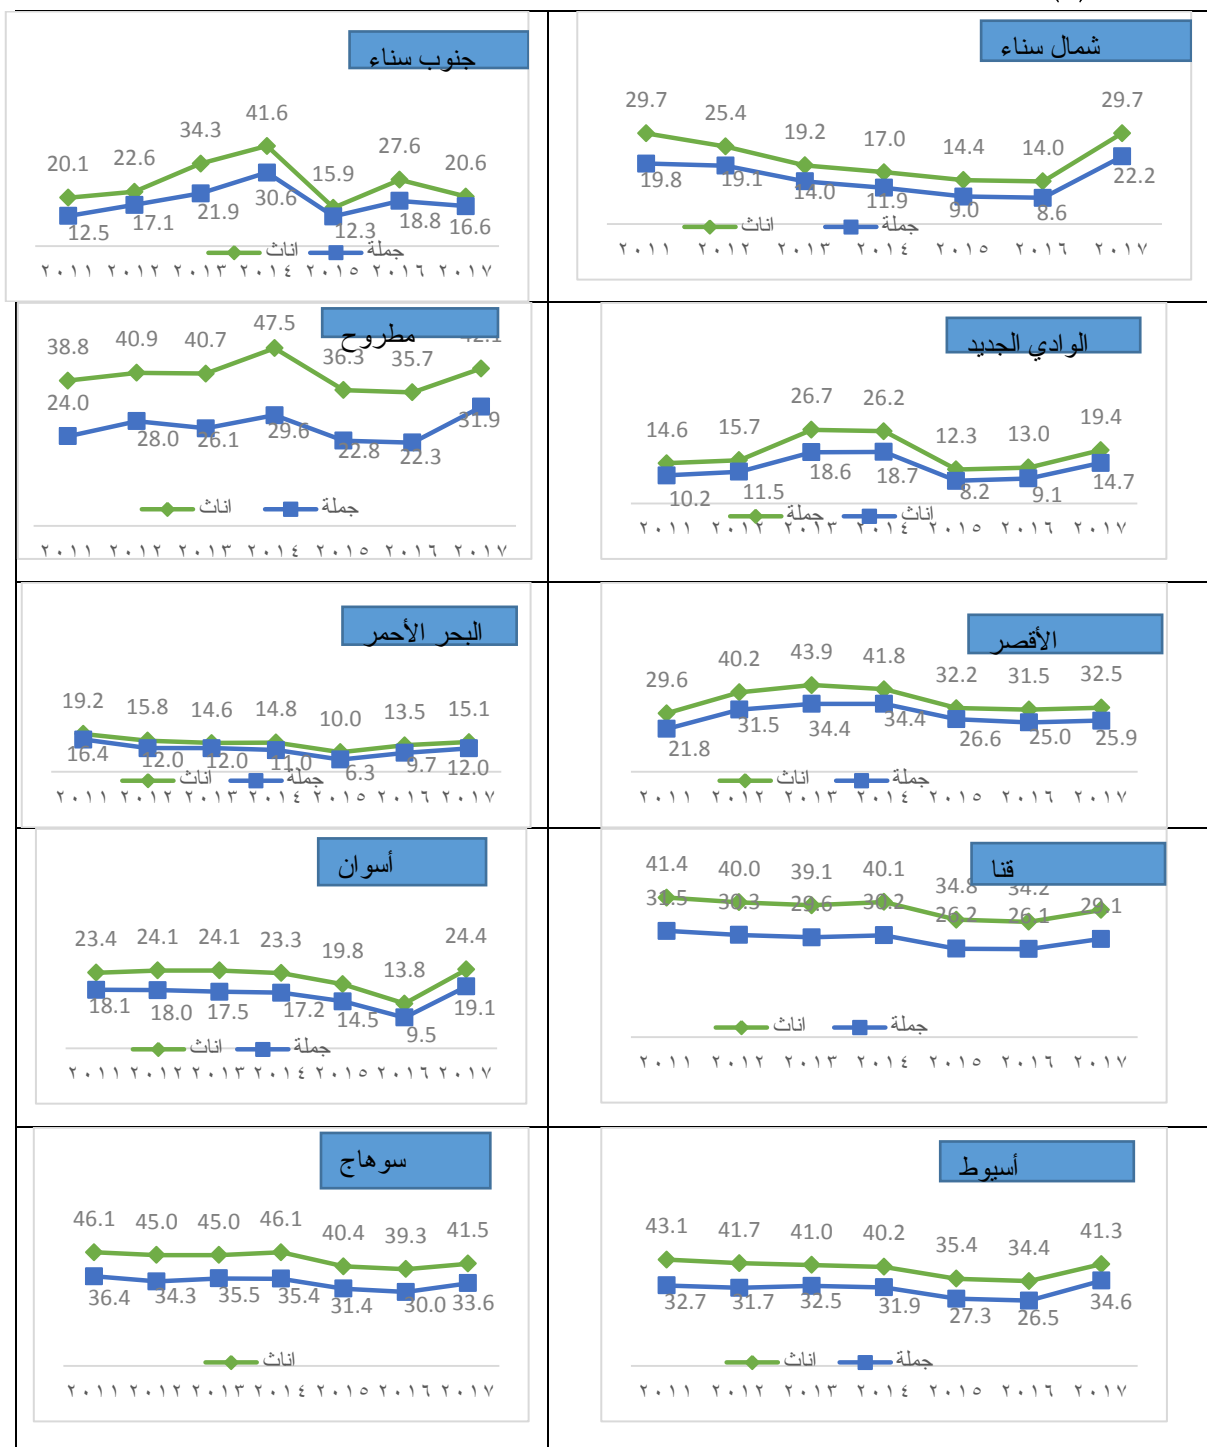 شمال سناء
29.7 25.4 19.2 17.0 14.4 14.0 29.7
19.8 19.1 14.0 11.9 9.0 8.6 22.2
اناث جملة
٢٠١١ ٢٠١٢ ٢٠١٣ ٢٠١٤ ٢٠١٥ ٢٠١٦ ٢٠١٧
جنوب سناء
20.1 22.6 34.3 41.6 15.9 27.6 20.6
12.5 17.1 21.9 30.6 12.3 18.8 16.6
اناث جملة
٢٠١١ ٢٠١٢ ٢٠١٣ ٢٠١٤ ٢٠١٥ ٢٠١٦ ٢٠١٧
الوادي الجديد
14.6 15.7 26.7 26.2 12.3 13.0 19.4
10.2 11.5 18.6 18.7 8.2 9.1 14.7
جملة اناث
٢٠١١ ٢٠١٢ ٢٠١٣ ٢٠١٤ ٢٠١٥ ٢٠١٦ ٢٠١٧
مطروح
38.8 40.9 40.7 47.5 36.3 35.7 42.1
24.0 28.0 26.1 29.6 22.8 22.3 31.9
اناث جملة
٢٠١١ ٢٠١٢ ٢٠١٣ ٢٠١٤ ٢٠١٥ ٢٠١٦ ٢٠١٧
الأقصر
29.6 40.2 43.9 41.8 32.2 31.5 32.5
21.8 31.5 34.4 34.4 26.6 25.0 25.9
اناث جملة
٢٠١١ ٢٠١٢ ٢٠١٣ ٢٠١٤ ٢٠١٥ ٢٠١٦ ٢٠١٧
البحر الأحمر
19.2 15.8 14.6 14.8 10.0 13.5 15.1
16.4 12.0 12.0 11.0 6.3 9.7 12.0
اناث جملة
٢٠١١ ٢٠١٢ ٢٠١٣ ٢٠١٤ ٢٠١٥ ٢٠١٦ ٢٠١٧
قنا
41.4 40.0 39.1 40.1 34.8 34.2
31.5 30.3 29.6 30.2 26.2 26.1 29.1
اناث جملة
٢٠١١ ٢٠١٢ ٢٠١٣ ٢٠١٤ ٢٠١٥ ٢٠١٦ ٢٠١٧
أسوان
23.4 24.1 24.1 23.3 19.8 13.8 24.4
18.1 18.0 17.5 17.2 14.5 9.5 19.1
اناث جملة
٢٠١١ ٢٠١٢ ٢٠١٣ ٢٠١٤ ٢٠١٥ ٢٠١٦ ٢٠١٧
أسيوط
43.1 41.7 41.0 40.2 35.4 34.4 41.3
32.7 31.7 32.5 31.9 27.3 26.5 34.6
اناث جملة
٢٠١١ ٢٠١٢ ٢٠١٣ ٢٠١٤ ٢٠١٥ ٢٠١٦ ٢٠١٧
سوهاج
46.1 45.0 45.0 46.1 40.4 39.3 41.5
36.4 34.3 35.5 35.4 31.4 30.0 33.6
اناث
٢٠١١ ٢٠١٢ ٢٠١٣ ٢٠١٤ ٢٠١٥ ٢٠١٦ ٢٠١٧